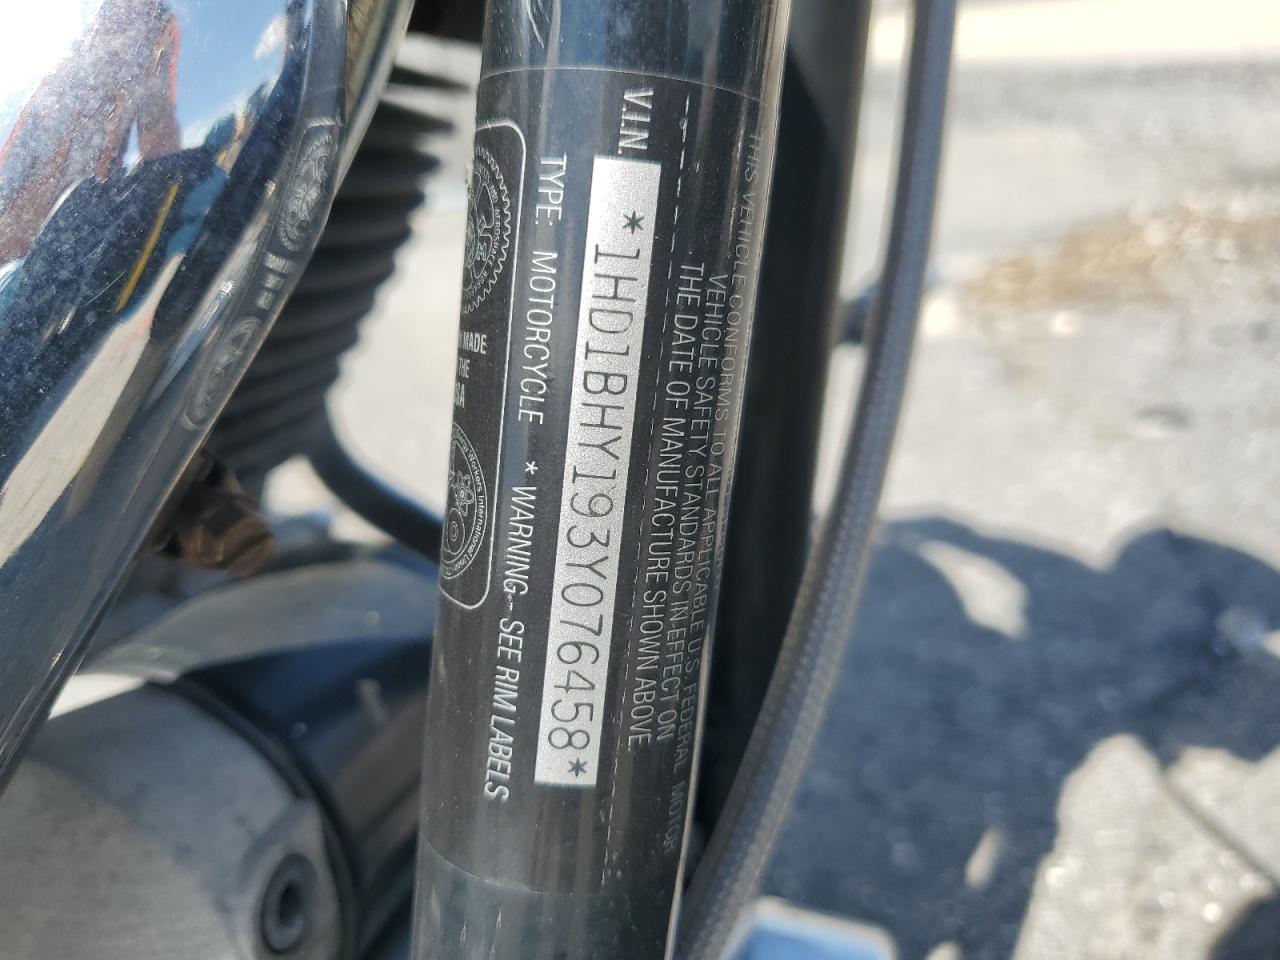 THIS VEHICLE CONFORMS TO ALL APPLICABLE U.S. FEDERAL MOTOR
VEHICLE SAFETY STANDARDS IN EFFECT ON
THE DATE OF MANUFACTURE SHOWN ABOVE.
V.I.N. *1HD1BHY193Y076458*
TYPE: MOTORCYCLE * WARNING - SEE RIM LABELS
MADE
THE